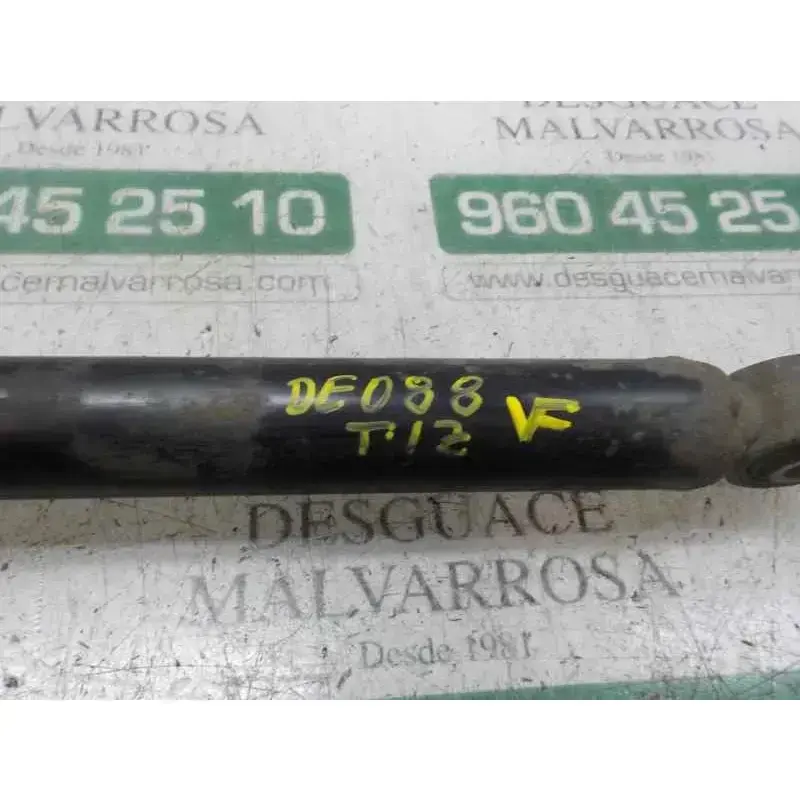 MALVARROSA
Desde 1981
45 25 10
cemalvarrosa.com
DESGUACE
MALVARROSA
Desde 1981
960 45 25
www.desguacemalvar
DE088
T.IZ
VF
DESGUACE
MALVARROSA
Desde 1981